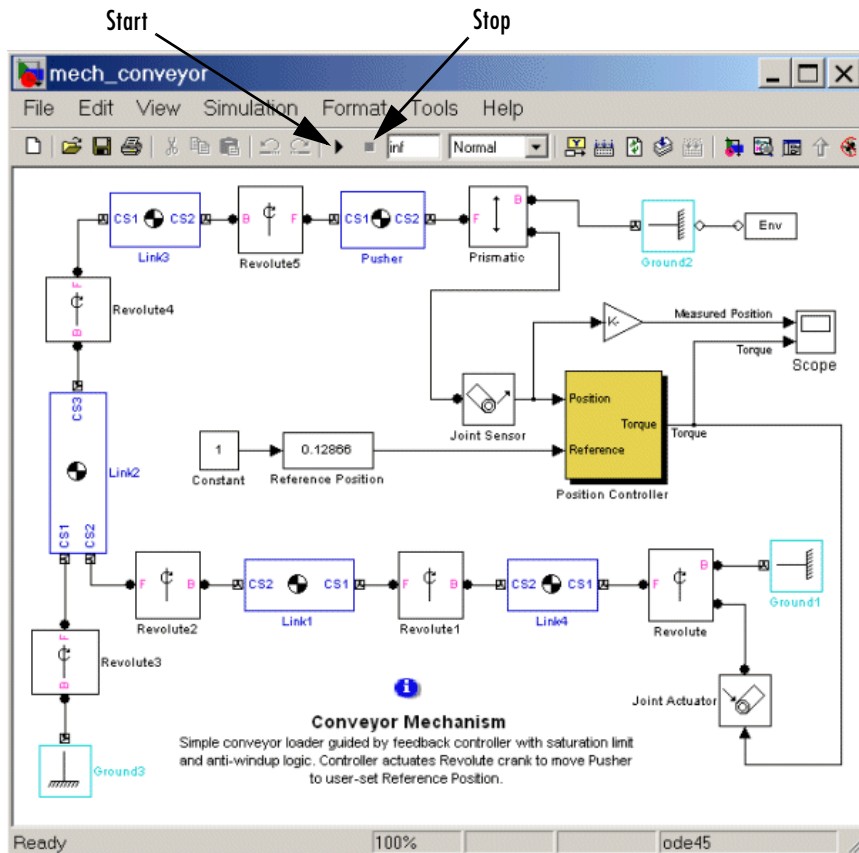 Start
Stop
mech_conveyor
File Edit View Simulation Format Tools Help
inf
Normal
CS1 CS2
Link3
B F
Revolute5
CS1 CS2
Pusher
F B
Prismatic
Ground2
Env
F
B
Revolute4
K-
Measured Position
Torque
Scope
CS3
CS1 CS2
Link2
Joint Sensor
Position
Reference
Torque
Position Controller
Torque
1
Constant
0.12866
Reference Position
F B
Revolute2
CS2 CS1
Link1
F B
Revolute1
CS2 CS1
Link4
F B
Revolute
Ground1
F
B
Revolute3
Ground3
Joint Actuator
i
Conveyor Mechanism
Simple conveyor loader guided by feedback controller with saturation limit
and anti-windup logic. Controller actuates Revolute crank to move Pusher
to user-set Reference Position.
Ready
100%
ode45